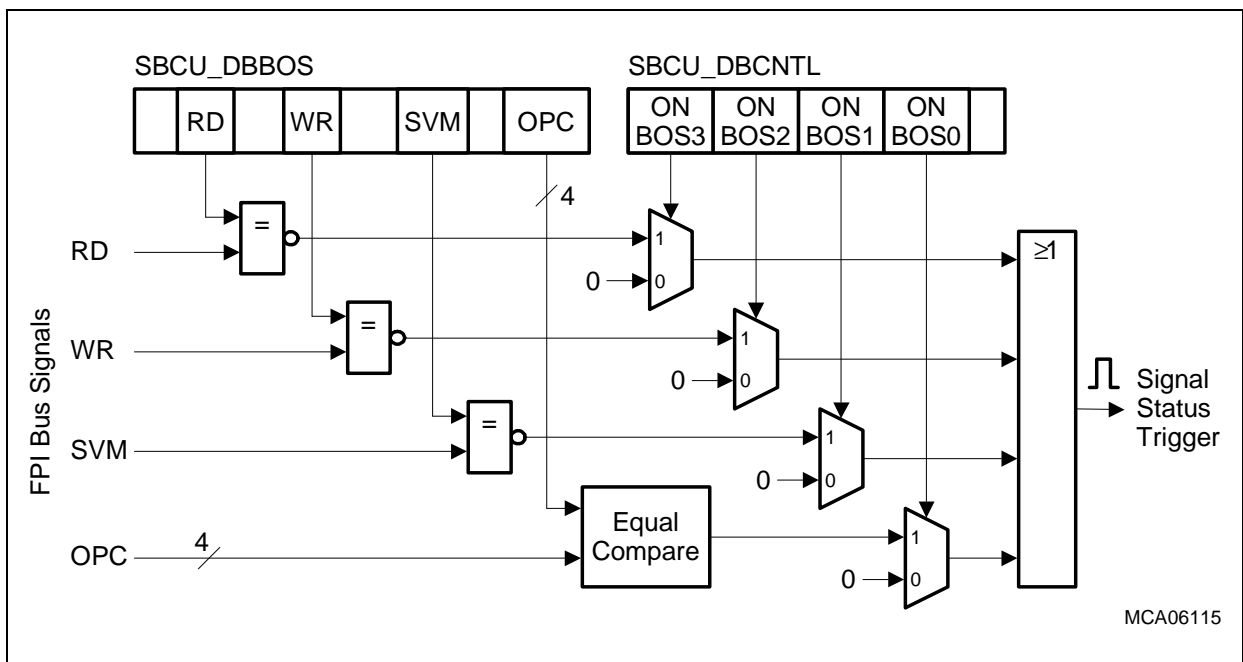 SBCU_DBBOS
SBCU_DBCNTL
RD
WR
SVM
OPC
ON
BOS3
ON
BOS2
ON
BOS1
ON
BOS0
4
FPI Bus Signals
RD
=
1
0
0
≥1
WR
=
1
0
0
SVM
=
1
0
0
OPC
4
Equal
Compare
1
0
0
Signal
Status
Trigger
MCA06115